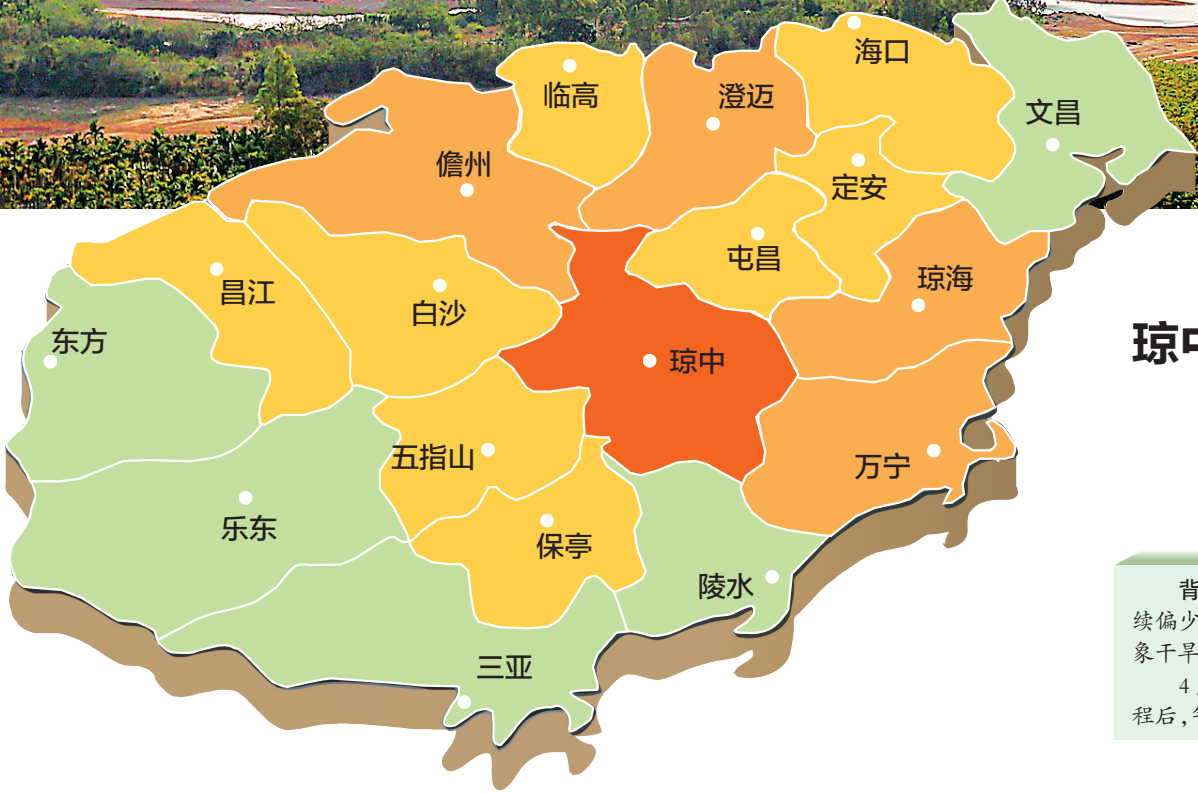 海口
临高
澄迈
文昌
儋州
定安
屯昌
琼海
昌江
白沙
东方
琼中
琼
五指山
万宁
乐东
保亭
陵水
三亚
背
续偏少
象干旱
4
程后,